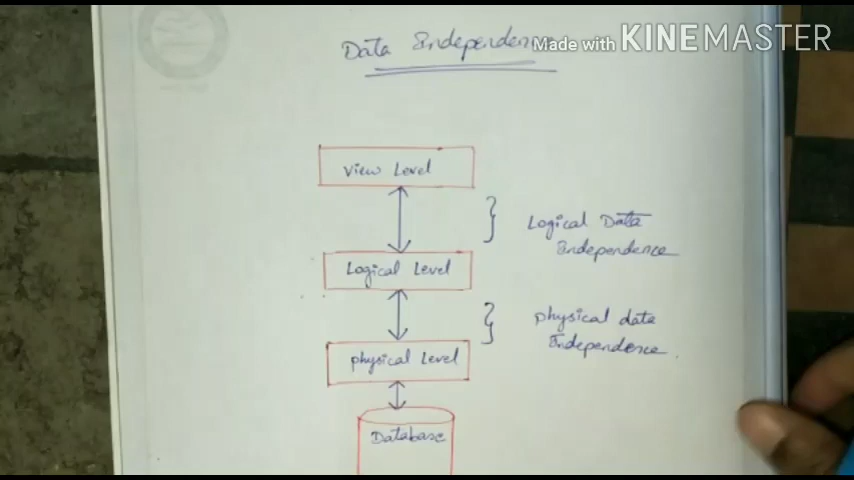 Data Independence
Made with KINEMASTER
View Level
Logical Data
Independence
Logical Level
physical data
Independence
physical Level
Database